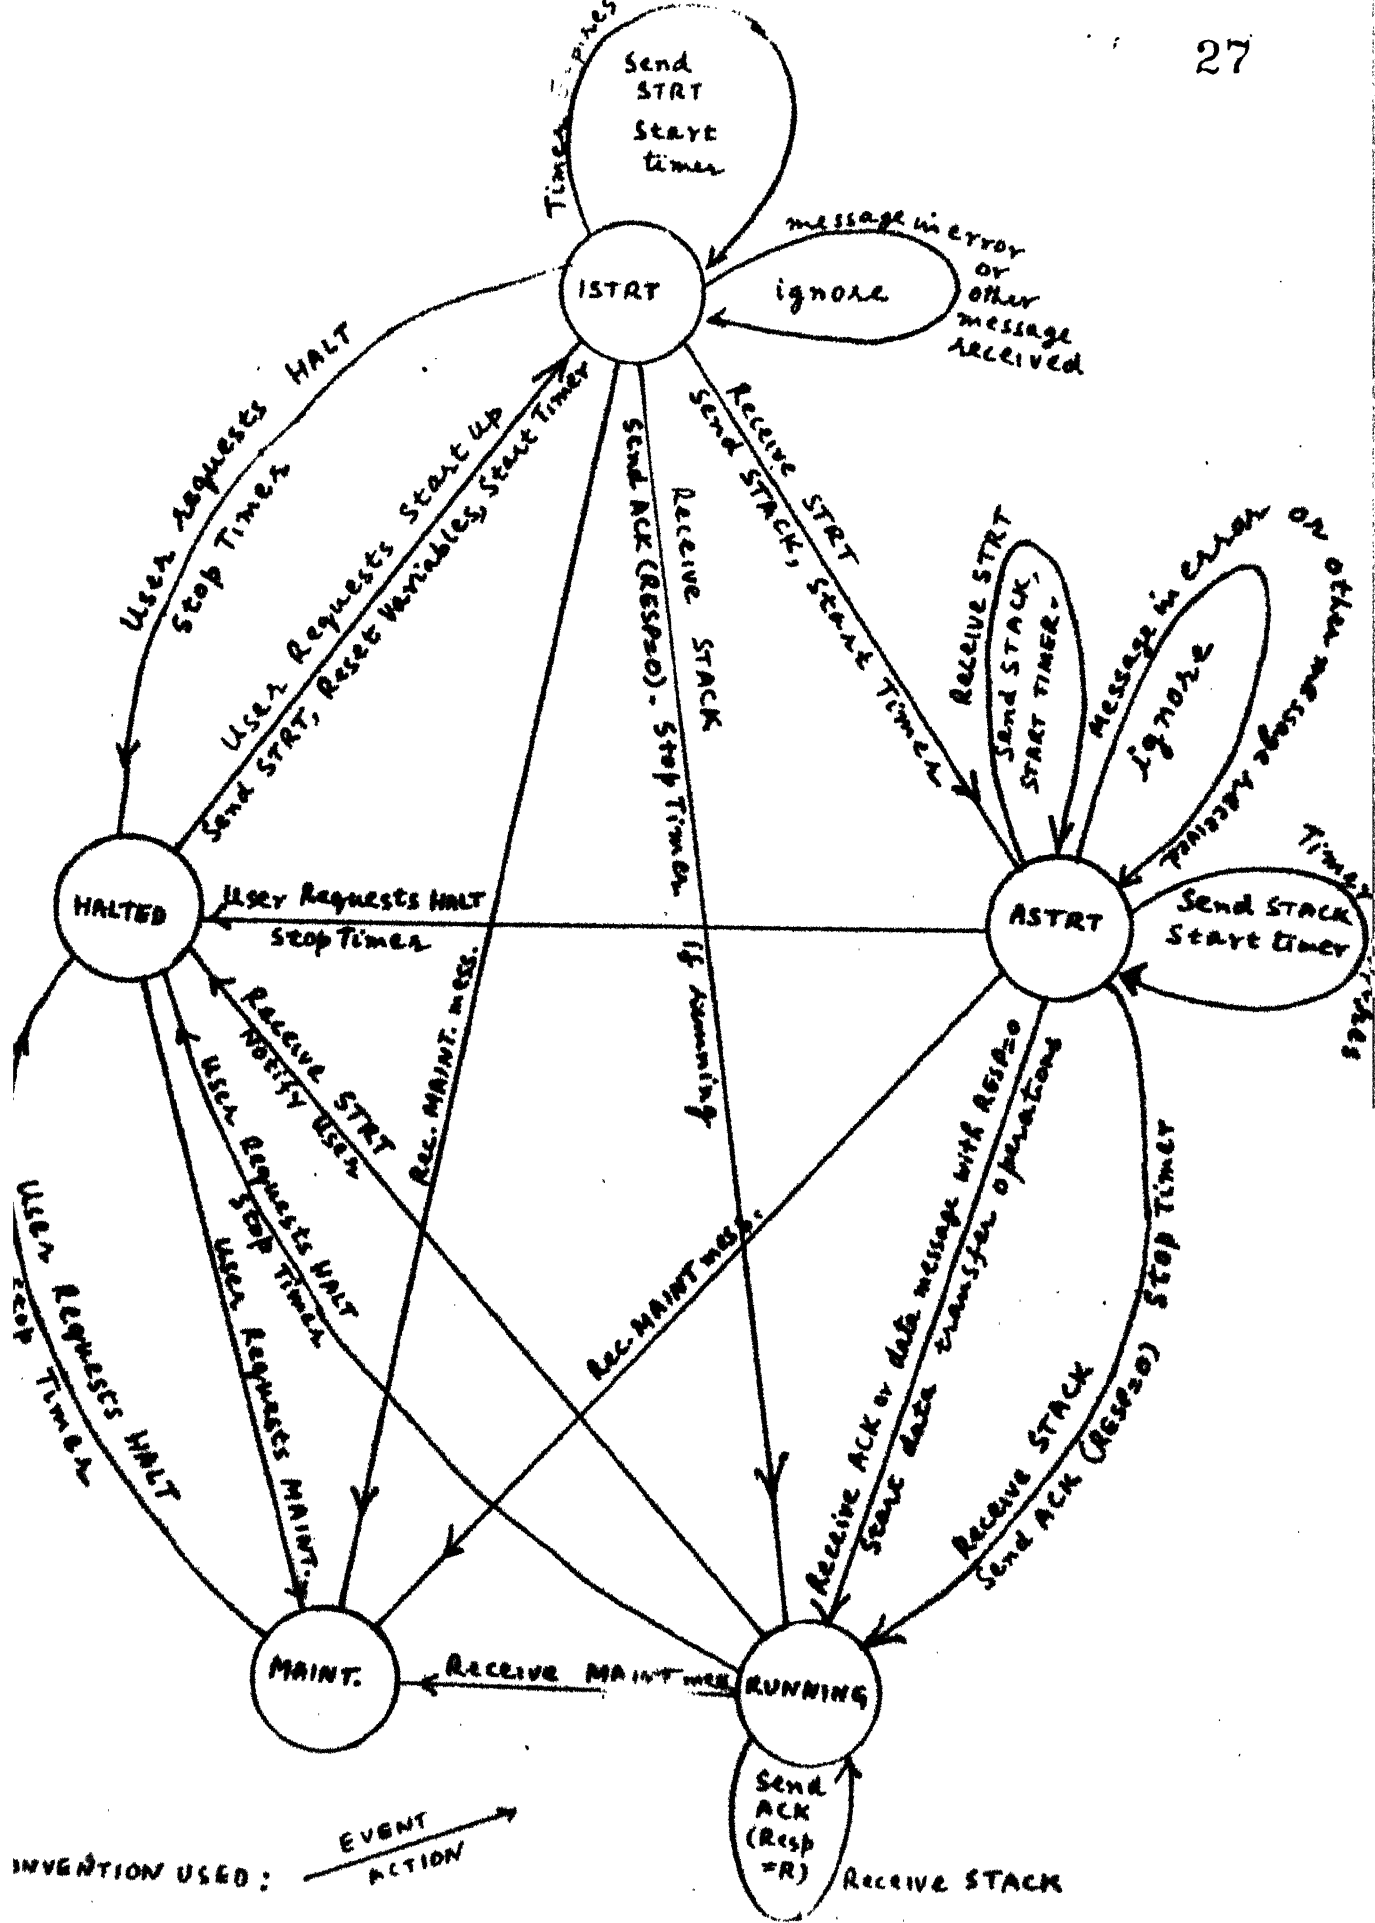 27
Timer Expires
Send
STRT
Start
timer
message in error
or
other
message
received
ignore
ISTRT
User requests HALT
Stop Timer
User Requests Start up
Send STRT, Reset variables, Start Timer
Receive STRT
Send STACK, Start Timer
Receive STACK
Send ACK (RESP=0). Stop Timer if running
Receive STRT
Send STACK,
START TIMER.
Message in error or other message received
ignore
Timer
Send STACK
Start timer
HALTED
ASTRT
User Requests HALT
Stop Timer
Rec. MAINT. mess.
Receive STRT
Notify user
User Requests HALT
Stop Timer
User Requests MAINT.
User Requests HALT
Stop Timer
Rec. MAINT mess.
Receive ACK or data message with RESP=0
Start data transfer operations
Receive STACK
Send ACK (RESP=0) Stop Timer
MAINT.
Receive MAINT mess
RUNNING
Send
ACK
(Resp
=R)
Receive STACK
EVENT
ACTION
ONVENTION USED: